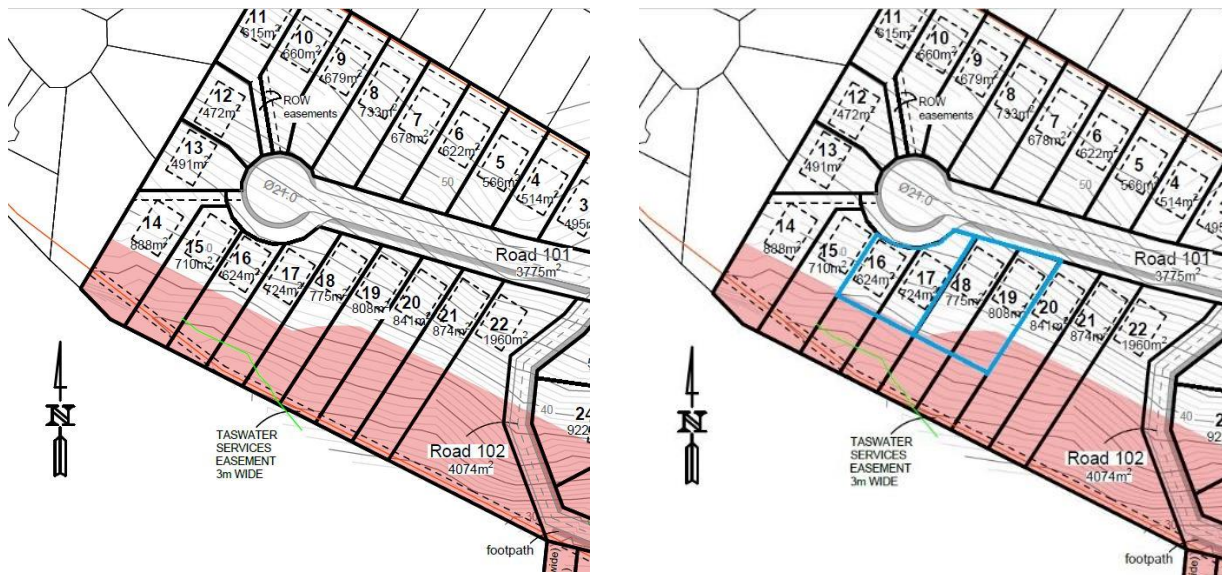 11
615m²
10
660m²
9
679m²
8
733m²
7
678m²
6
622m²
5
566m²
4
514m²
3
12
472m²
13
491m²
ROW
easements
Ø21.0
50
14
888m²
15
710m²
16
624m²
17
724m²
18
775m²
19
808m²
20
841m²
21
874m²
22
1960m²
Road 101
3775m²
40
24
Road 102
4074m²
TASWATER
SERVICES
EASEMENT
3m WIDE
N
30
footpath
11
615m²
10
660m²
9
679m²
8
733m²
7
678m²
6
622m²
5
566m²
4
514m²
12
472m²
13
491m²
ROW
easements
Ø21.0
50
14
888m²
15
710m²
16
624m²
17
724m²
18
775m²
19
808m²
20
841m²
21
874m²
22
1960m²
Road 101
3775m²
40
Road 102
4074m²
TASWATER
SERVICES
EASEMENT
3m WIDE
N
30
footpath